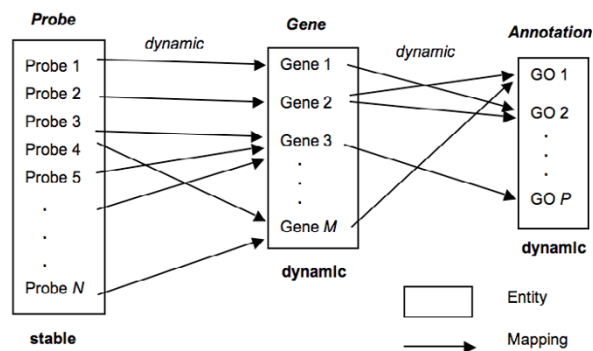 Probe
Probe 1
Probe 2
Probe 3
Probe 4
Probe 5
.
.
.
.
Probe N
stable
dynamic
Gene
Gene 1
Gene 2
Gene 3
.
.
.
Gene M
dynamic
dynamic
Annotation
GO 1
GO 2
.
.
.
GO P
dynamic
Entity
Mapping